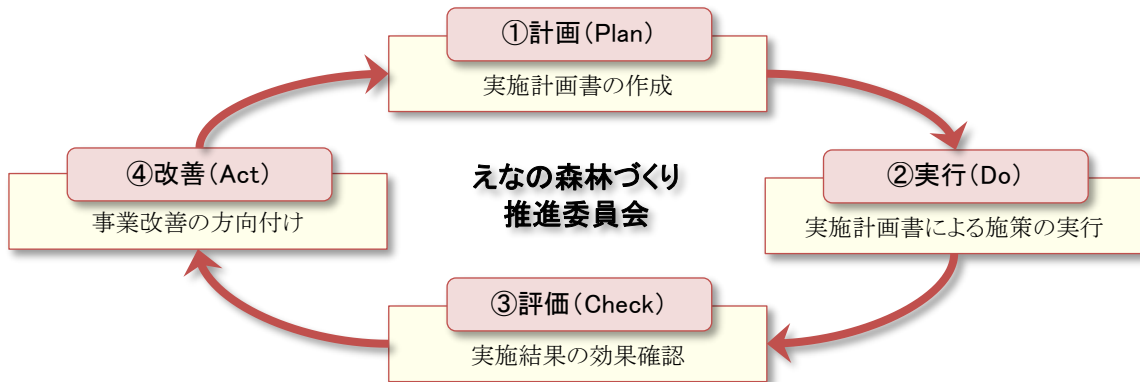 ①計画(Plan)
実施計画書の作成
②実行(Do)
実施計画書による施策の実行
③評価(Check)
実施結果の効果確認
④改善(Act)
事業改善の方向付け
えなの森林づくり
推進委員会